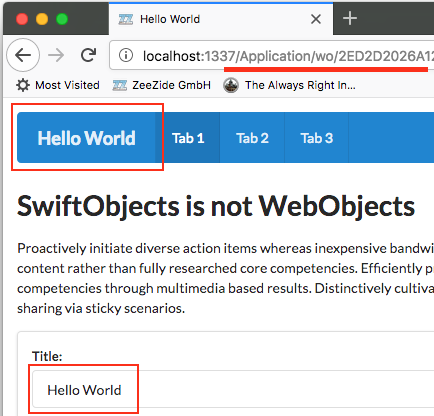 Hello World
localhost:1337/Application/wo/2ED2D2026A12
Most Visited ZeeZide GmbH The Always Right In...
Hello World Tab 1 Tab 2 Tab 3
SwiftObjects is not WebObjects
Proactively initiate diverse action items whereas inexpensive bandwi
content rather than fully researched core competencies. Efficiently p
competencies through multimedia based results. Distinctively cultiva
sharing via sticky scenarios.
Title:
Hello World